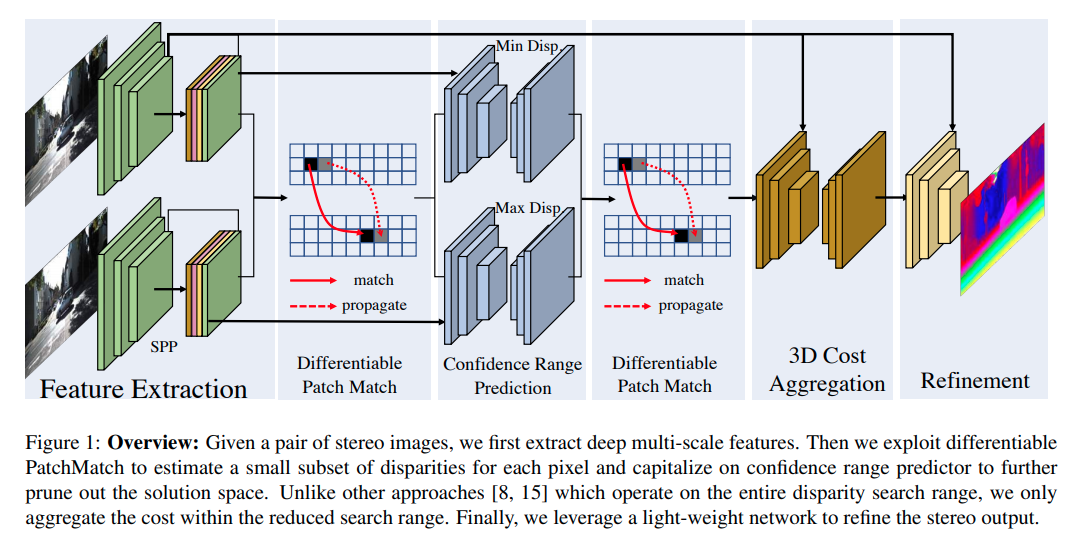 Min Disp.
Max Disp.
match
propagate
match
propagate
SPP
Feature Extraction
Differentiable
Patch Match
Confidence Range
Prediction
Differentiable
Patch Match
3D Cost
Aggregation
Refinement
Figure 1: Overview: Given a pair of stereo images, we first extract deep multi-scale features. Then we exploit differentiable
PatchMatch to estimate a small subset of disparities for each pixel and capitalize on confidence range predictor to further
prune out the solution space. Unlike other approaches [8, 15] which operate on the entire disparity search range, we only
aggregate the cost within the reduced search range. Finally, we leverage a light-weight network to refine the stereo output.